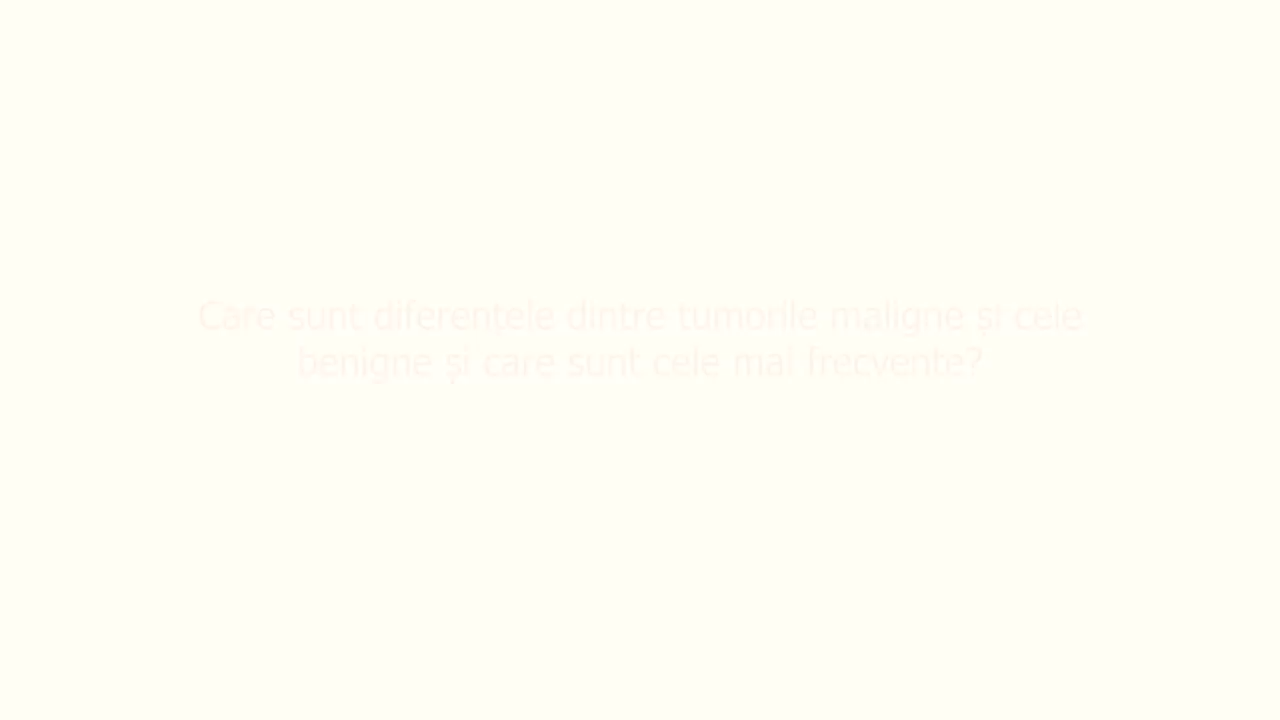 Care sunt diferențele dintre tumorile maligne și cele
benigne și care sunt cele mai frecvente?